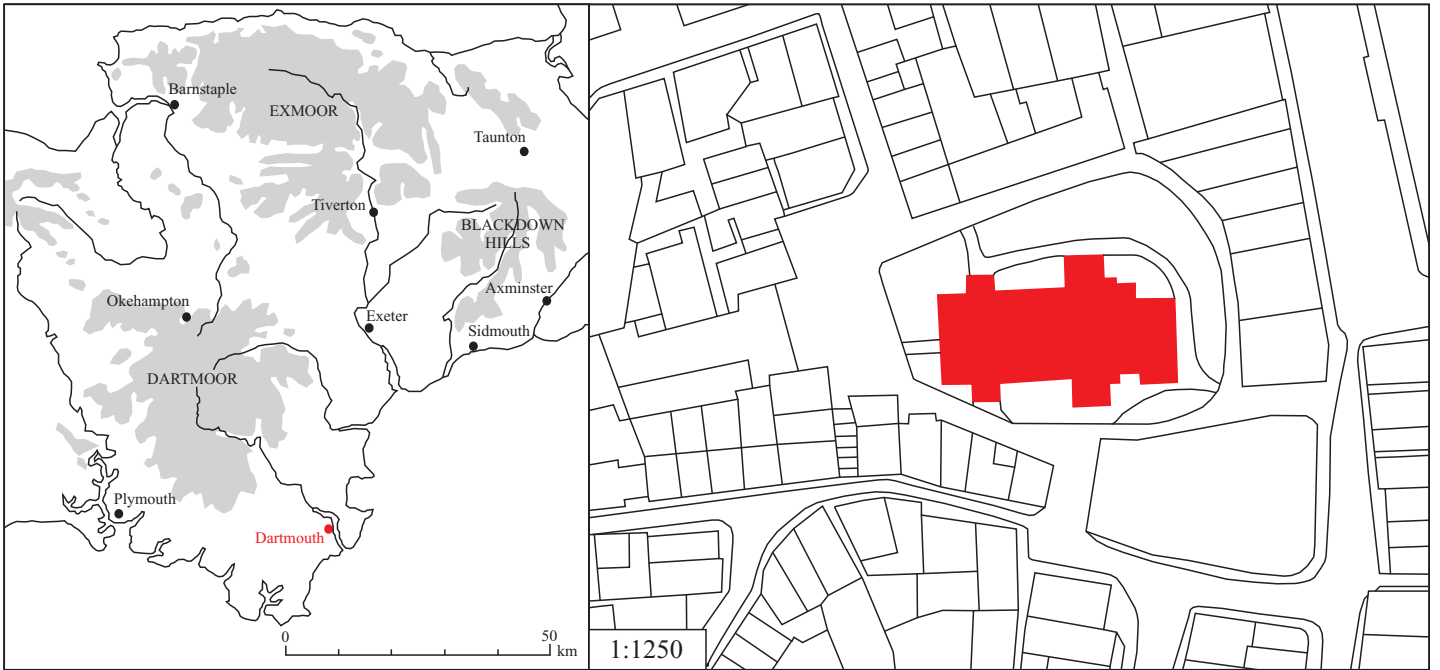 Barnstaple
EXMOOR
Taunton
Tiverton
BLACKDOWN
HILLS
Axminster
Okehampton
Exeter
Sidmouth
DARTMOOR
Plymouth
Dartmouth
0
50
km
1:1250